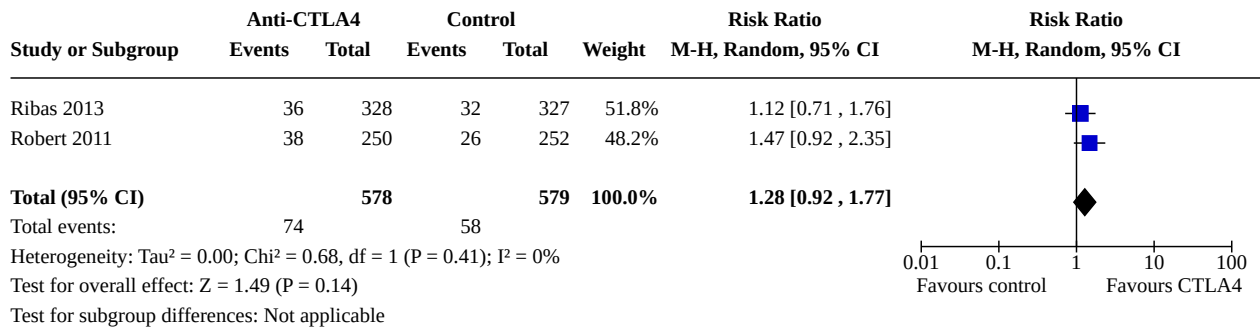 Anti-CTLA4 Control Risk Ratio Risk Ratio
Study or Subgroup Events Total Events Total Weight M-H, Random, 95% CI M-H, Random, 95% CI
Ribas 2013 36 328 32 327 51.8% 1.12 [0.71 , 1.76]
Robert 2011 38 250 26 252 48.2% 1.47 [0.92 , 2.35]
Total (95% CI) 578 579 100.0% 1.28 [0.92 , 1.77]
Total events: 74 58
Heterogeneity: Tau² = 0.00; Chi² = 0.68, df = 1 (P = 0.41); I² = 0%
0.01 0.1 1 10 100
Test for overall effect: Z = 1.49 (P = 0.14) Favours control Favours CTLA4
Test for subgroup differences: Not applicable